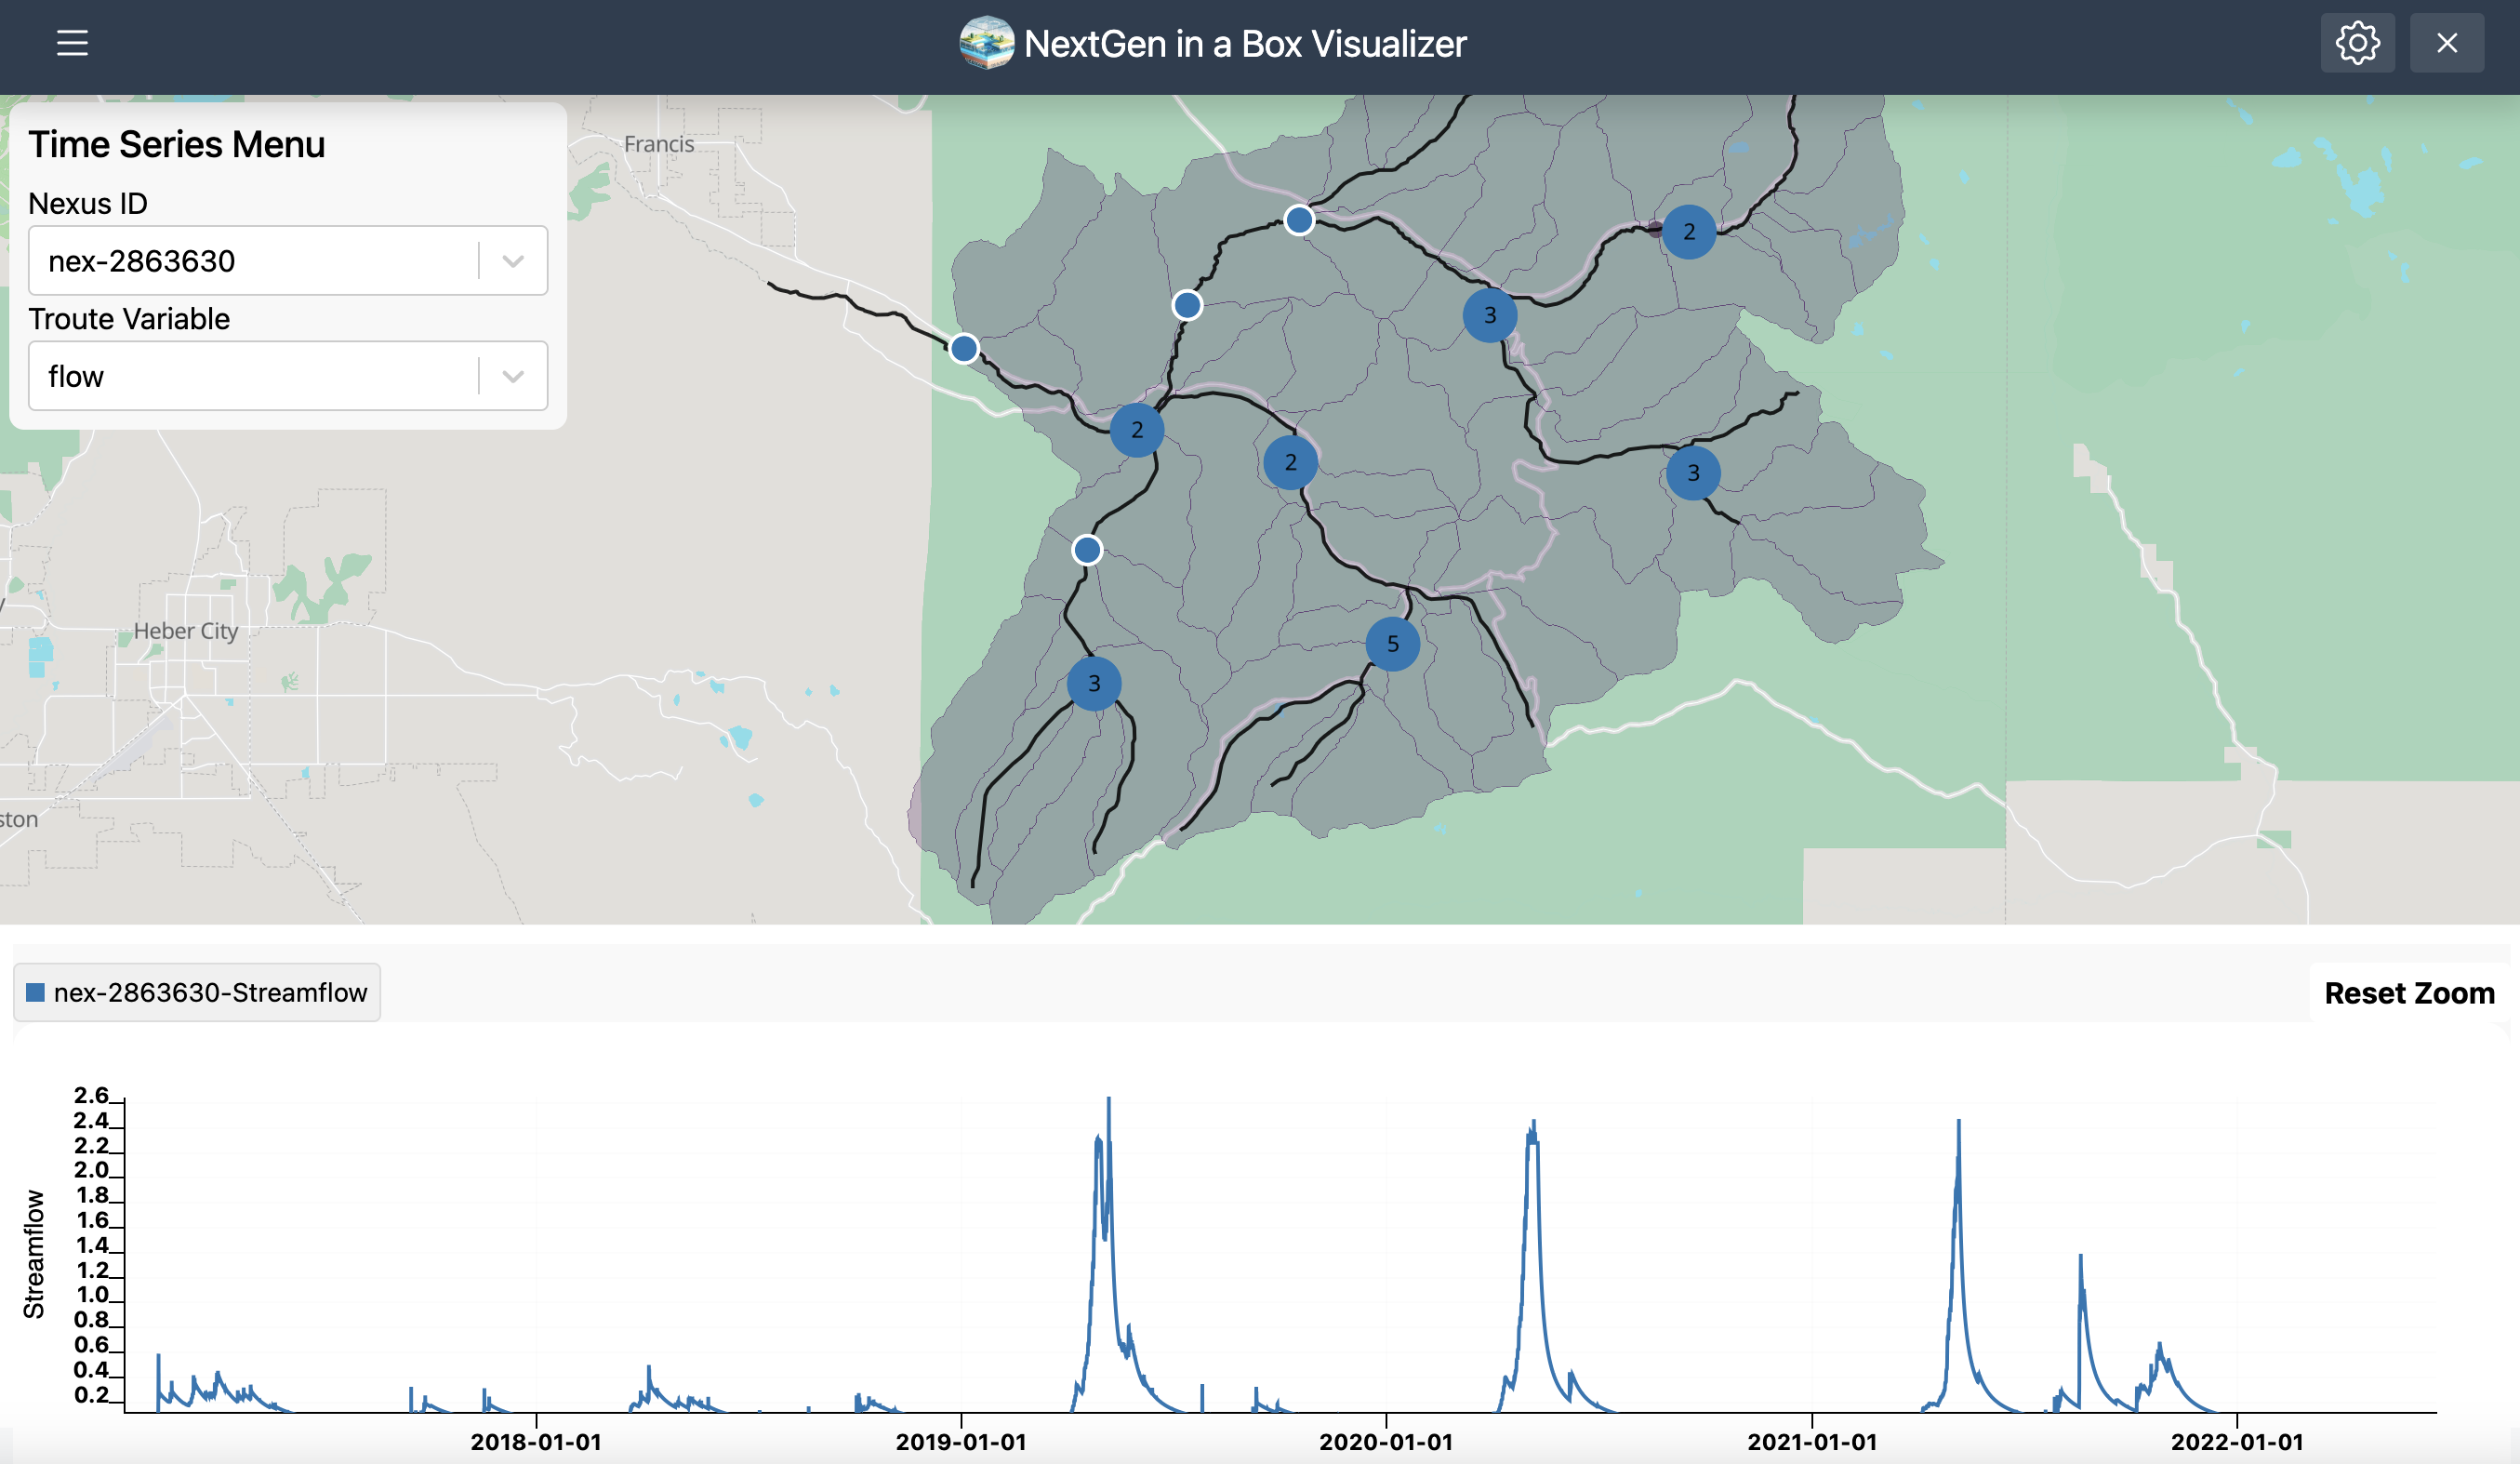 NextGen in a Box Visualizer
Time Series Menu
Nexus ID
nex-2863630
Troute Variable
flow
Francis
Heber City
ston
2
3
2
2
3
5
3
nex-2863630-Streamflow
Reset Zoom
Streamflow
2.6
2.4
2.2
2.0
1.8
1.6
1.4
1.2
1.0
0.8
0.6
0.4
0.2
2018-01-01
2019-01-01
2020-01-01
2021-01-01
2022-01-01